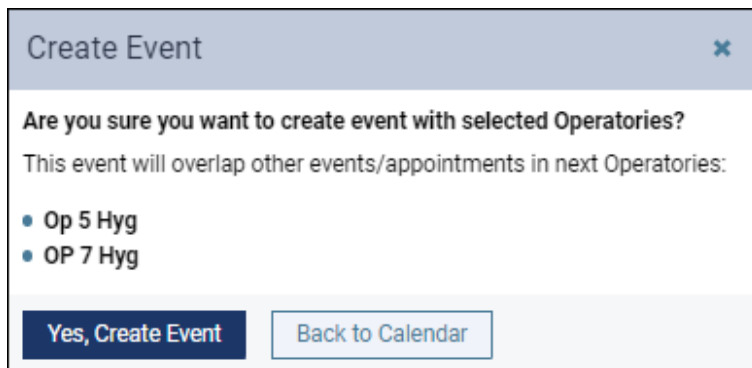 Create Event
Are you sure you want to create event with selected Operatories?
This event will overlap other events/appointments in next Operatories:
Op 5 Hyg
OP 7 Hyg
Yes, Create Event
Back to Calendar